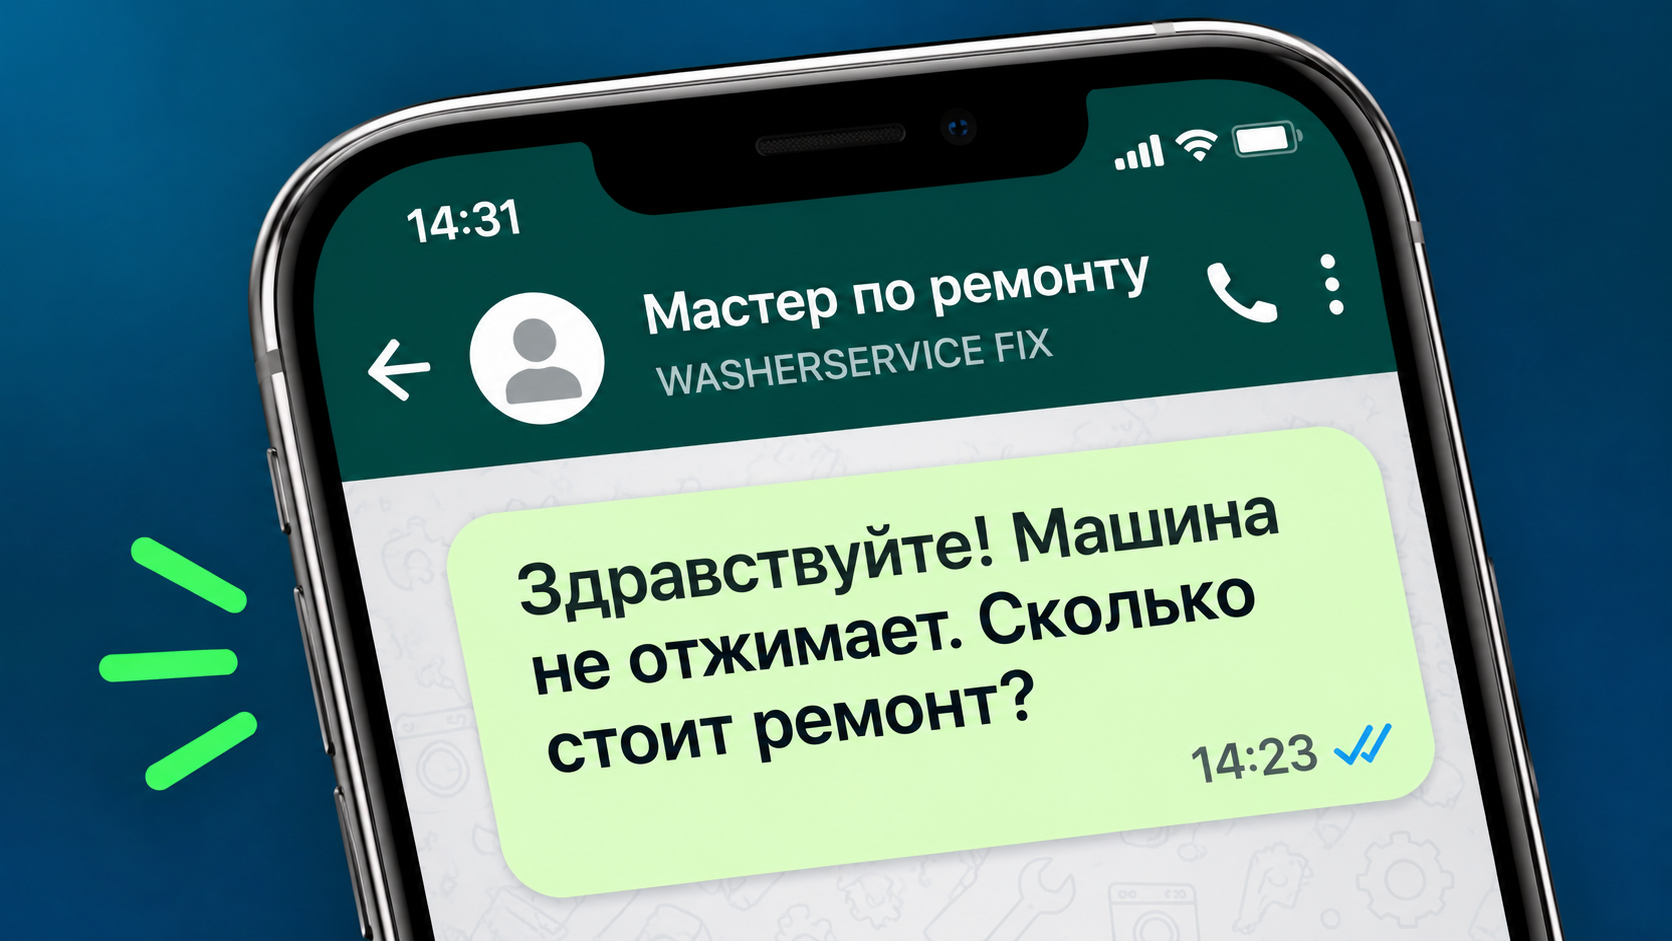 14:31
Мастер по ремонту
WASHERSERVICE FIX
Здравствуйте! Машина
не отжимает. Сколько
стоит ремонт?
14:23